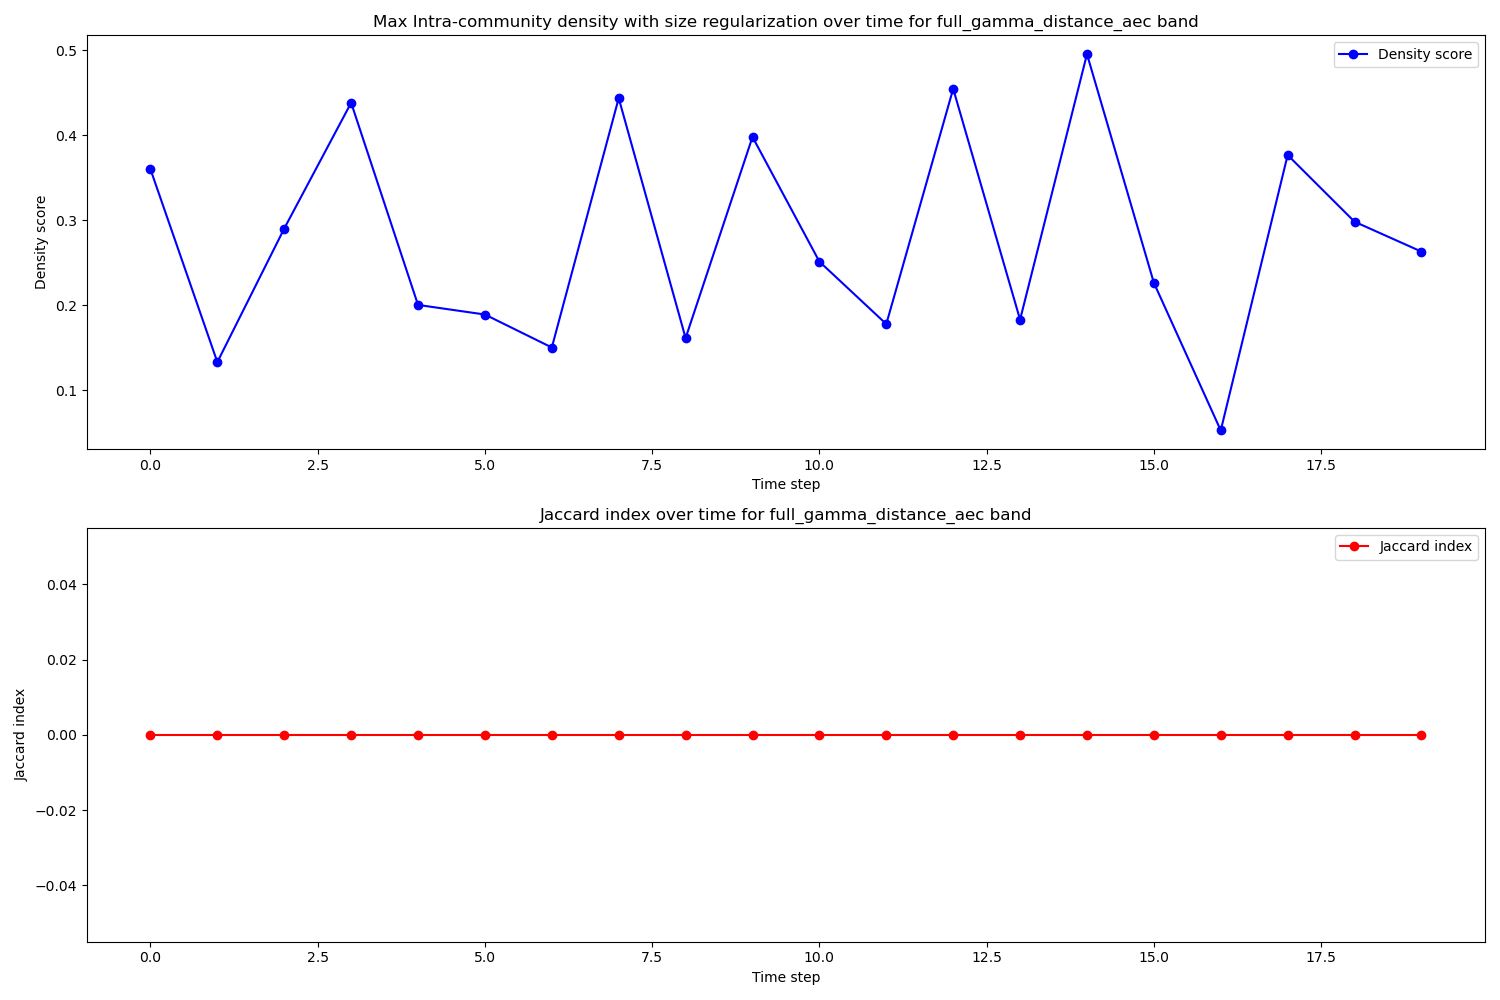 Max Intra-community density with size regularization over time for full_gamma_distance_aec band
Density score
0.5
0.4
0.3
0.2
0.1
Density score
0.0 2.5 5.0 7.5 10.0 12.5 15.0 17.5
Time step
Jaccard index over time for full_gamma_distance_aec band
Jaccard index
0.04
0.02
0.00
−0.02
−0.04
Jaccard index
0.0 2.5 5.0 7.5 10.0 12.5 15.0 17.5
Time step